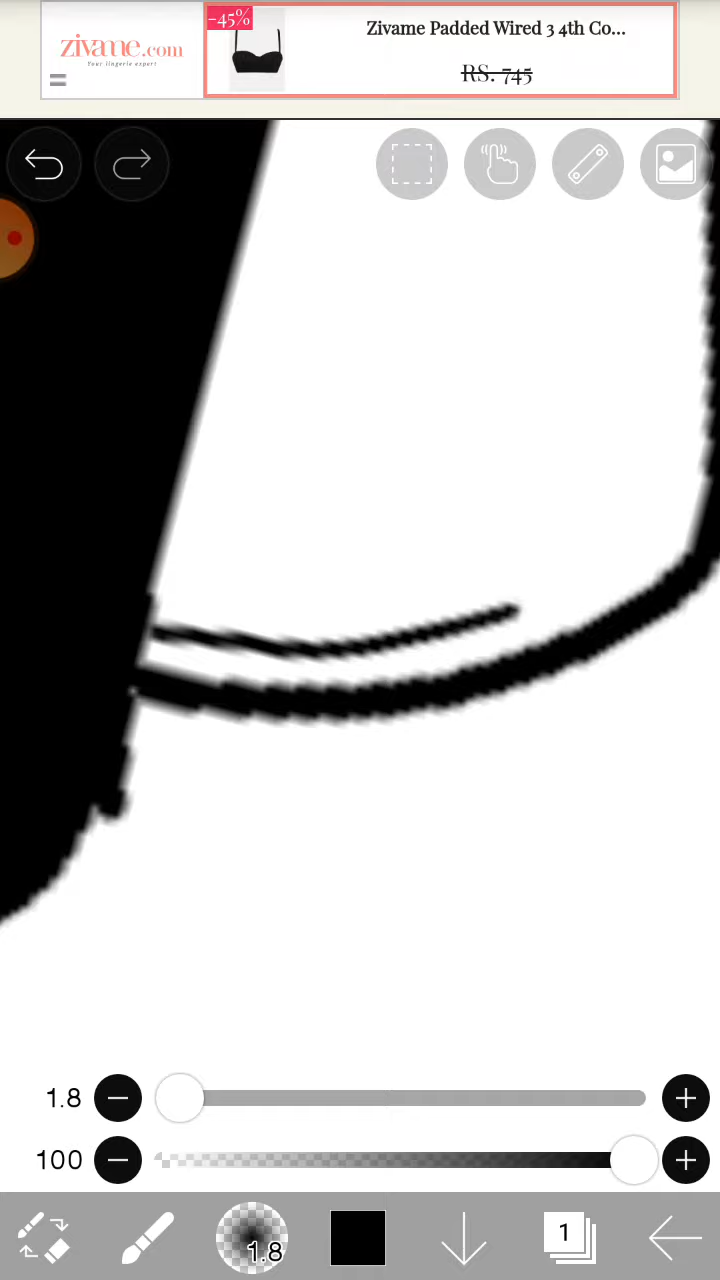 -45%
zivame.com
Your lingerie expert
Zivame Padded Wired 3 4th Co...
RS. 745
1.8
100
1.8
1